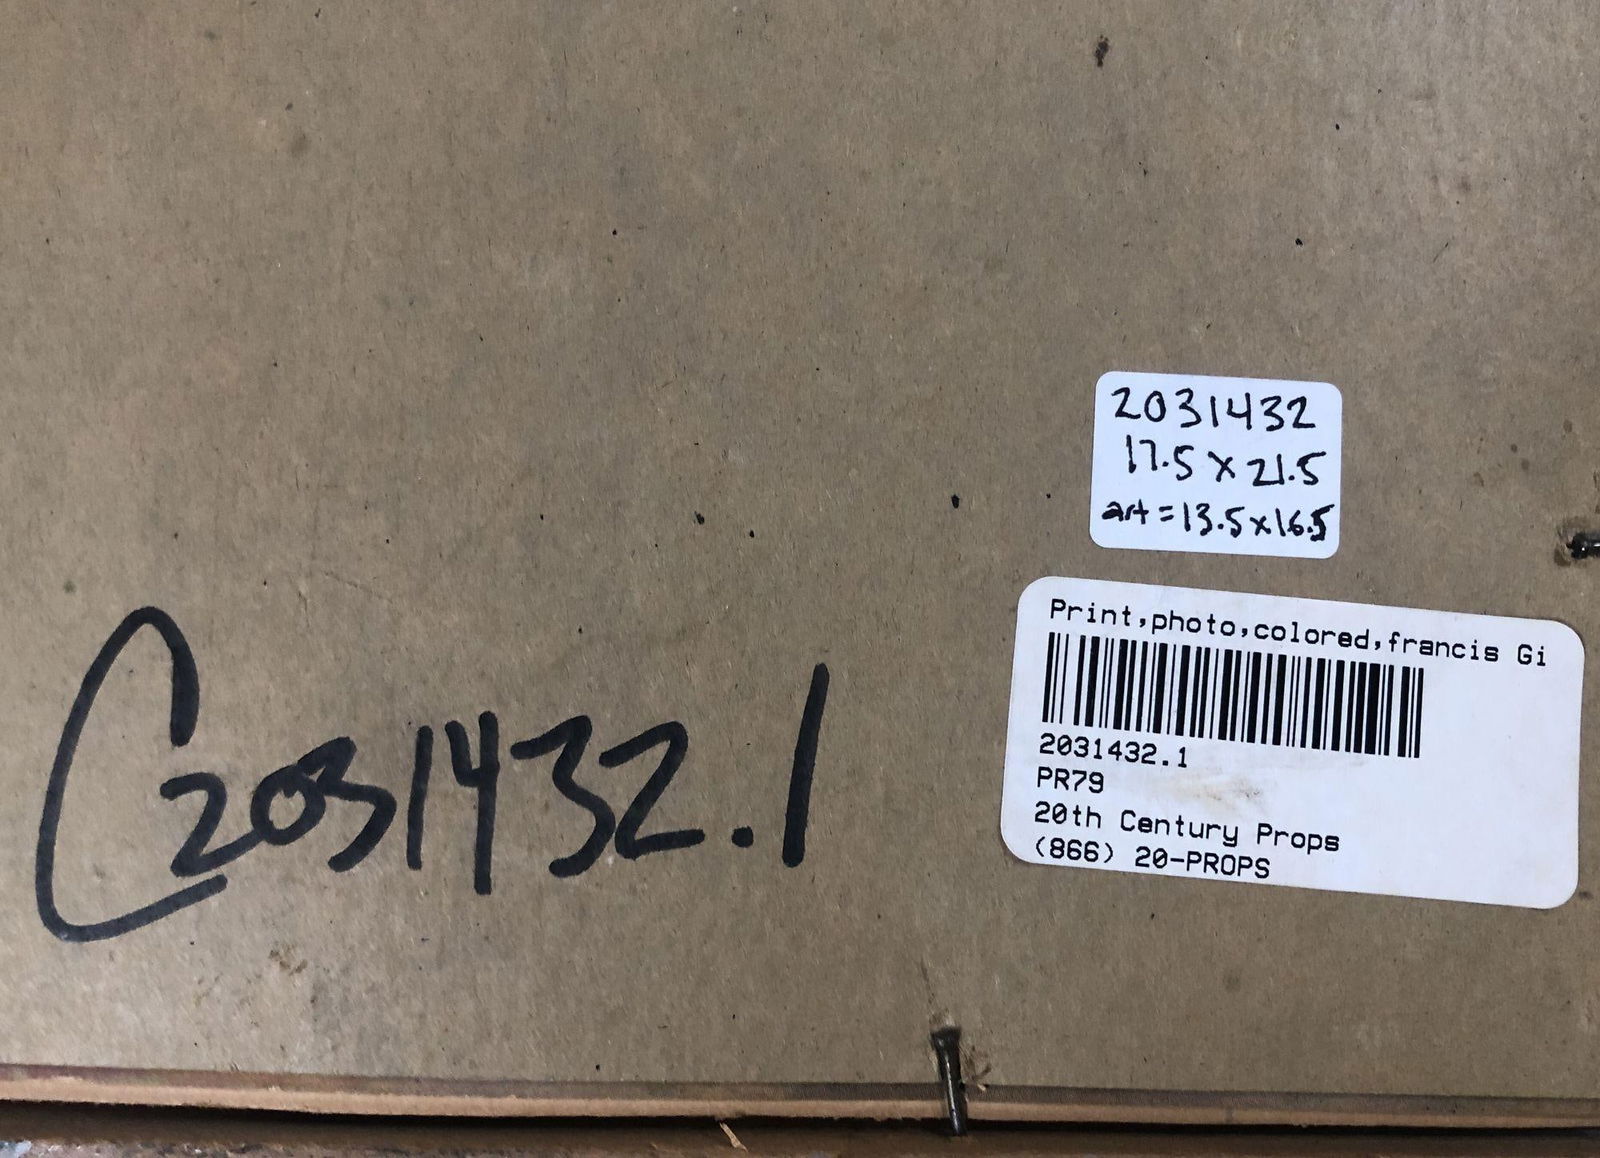 2031432
17.5 x 21.5
art = 13.5 x 16.5
Print,photo,colored,francis Gi
2031432.1
PR79
20th Century Props
(866) 20-PROPS
C2031432.1